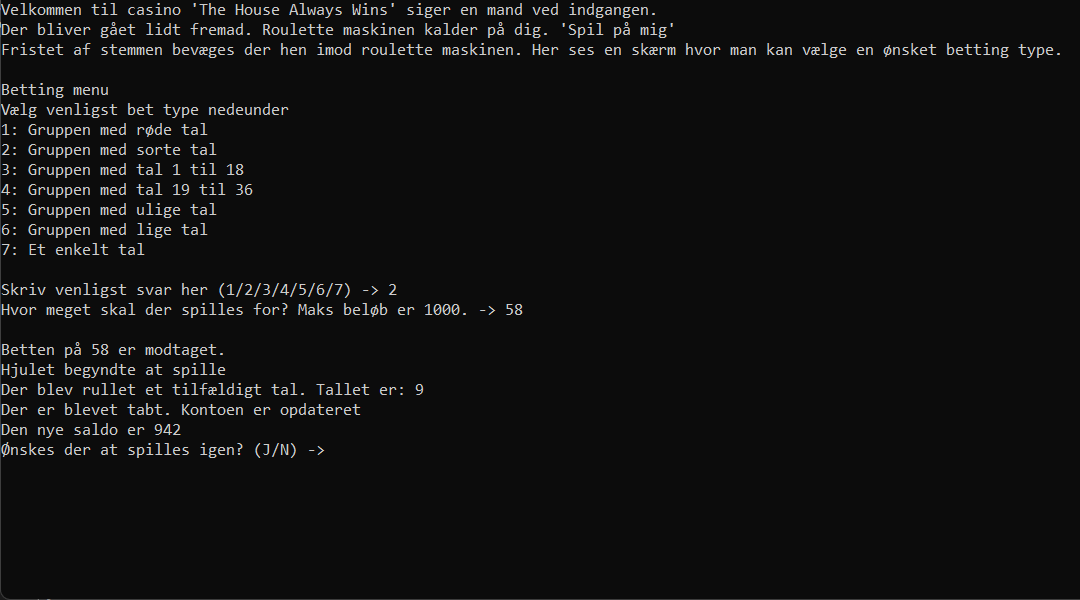 Velkommen til casino 'The House Always Wins' siger en mand ved indgangen.
Der bliver gået lidt fremad. Roulette maskinen kalder på dig. 'Spil på mig'
Fristet af stemmen bevæges der hen imod roulette maskinen. Her ses en skærm hvor man kan vælge en ønsket betting type.
Betting menu
Vælg venligst bet type nedeunder
1: Gruppen med røde tal
2: Gruppen med sorte tal
3: Gruppen med tal 1 til 18
4: Gruppen med tal 19 til 36
5: Gruppen med ulige tal
6: Gruppen med lige tal
7: Et enkelt tal
Skriv venligst svar her (1/2/3/4/5/6/7) -> 2
Hvor meget skal der spilles for? Maks beløb er 1000. -> 58
Betten på 58 er modtaget.
Hjulet begyndte at spille
Der blev rullet et tilfældigt tal. Tallet er: 9
Der er blevet tabt. Kontoen er opdateret
Den nye saldo er 942
Ønskes der at spilles igen? (J/N) ->